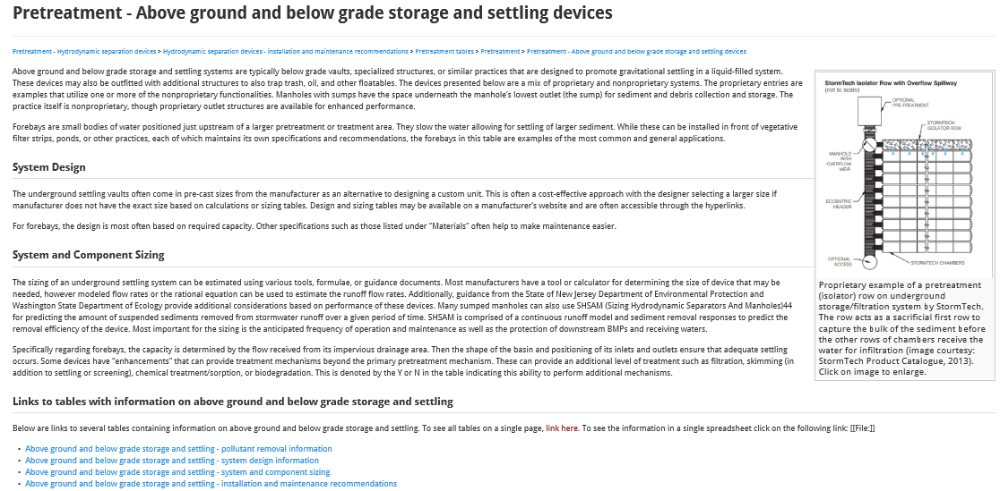 Pretreatment - Above ground and below grade storage and settling devices
Pretreatment - Hydrodynamic separation devices > Hydrodynamic separation devices - installation and maintenance recommendations > Pretreatment tables > Pretreatment > Pretreatment - Above ground and below grade storage and settling devices
Above ground and below grade storage and settling systems are typically below grade vaults, specialized structures, or similar practices that are designed to promote gravitational settling in a liquid-filled system.
These devices may also be outfitted with additional structures to also trap trash, oil, and other floatables. The devices presented below are a mix of proprietary and nonproprietary systems. The proprietary entries are
examples that utilize one or more of the nonproprietary functionalities. Manholes with sumps have the space underneath the manhole's lowest outlet (the sump) for sediment and debris collection and storage. The
practice itself is nonproprietary, though proprietary outlet structures are available for enhanced performance.
Forebays are small bodies of water positioned just upstream of a larger pretreatment or treatment area. They slow the water allowing for settling of larger sediment. While these can be installed in front of vegetative
filter strips, ponds, or other practices, each of which maintains its own specifications and recommendations, the forebays in this table are examples of the most common and general applications.
System Design
The underground settling vaults often come in pre-cast sizes from the manufacturer as an alternative to designing a custom unit. This is often a cost-effective approach with the designer selecting a larger size if
manufacturer does not have the exact size based on calculations or sizing tables. Design and sizing tables may be available on a manufacturer's website and are often accessible through the hyperlinks.
For forebays, the design is most often based on required capacity. Other specifications such as those listed under "Materials" often help to make maintenance easier.
System and Component Sizing
The sizing of an underground settling system can be estimated using various tools, formulae, or guidance documents. Most manufacturers have a tool or calculator for determining the size of device that may be
needed, however modeled flow rates or the rational equation can be used to estimate the runoff flow rates. Additionally, guidance from the State of New Jersey Department of Environmental Protection and
Washington State Department of Ecology provide additional considerations based on performance of these devices. Many sumped manholes can also use SHSAM (Sizing Hydrodynamic Separators And Manholes)44
for predicting the amount of suspended sediments removed from stormwater runoff over a given period of time. SHSAM is comprised of a continuous runoff model and sediment removal responses to predict the
removal efficiency of the device. Most important for the sizing is the anticipated frequency of operation and maintenance as well as the protection of downstream BMPs and receiving waters.
Specifically regarding forebays, the capacity is determined by the flow received from its impervious drainage area. Then the shape of the basin and positioning of its inlets and outlets ensure that adequate settling
occurs. Some devices have "enhancements" that can provide treatment mechanisms beyond the primary pretreatment mechanism. These can provide an additional level of treatment such as filtration, skimming (in
addition to settling or screening), chemical treatment/sorption, or biodegradation. This is denoted by the Y or N in the table indicating this ability to perform additional mechanisms.
Links to tables with information on above ground and below grade storage and settling
Below are links to several tables containing information on above ground and below grade storage and settling. To see all tables on a single page, link here. To see the information in a single spreadsheet click on the following link: [[File:]]
• Above ground and below grade storage and settling - pollutant removal information
• Above ground and below grade storage and settling - system design information
• Above ground and below grade storage and settling - system and component sizing
• Above ground and below grade storage and settling - installation and maintenance recommendations
StormTech Isolator Row with Overflow Spillway
(not to scale)
OPTIONAL
PRE-TREATMENT
STORMTECH
ISOLATOR ROW
MANHOLE
WITH
OVERFLOW
WEIR
ECCENTRIC
HEADER
OPTIONAL
ACCESS
STORMTECH CHAMBERS
Proprietary example of a pretreatment
(isolator) row on underground
storage/filtration system by StormTech.
The row acts as a sacrificial first row to
capture the bulk of the sediment before
the other rows of chambers receive the
water for infiltration (image courtesy:
StormTech Product Catalogue, 2013).
Click on image to enlarge.